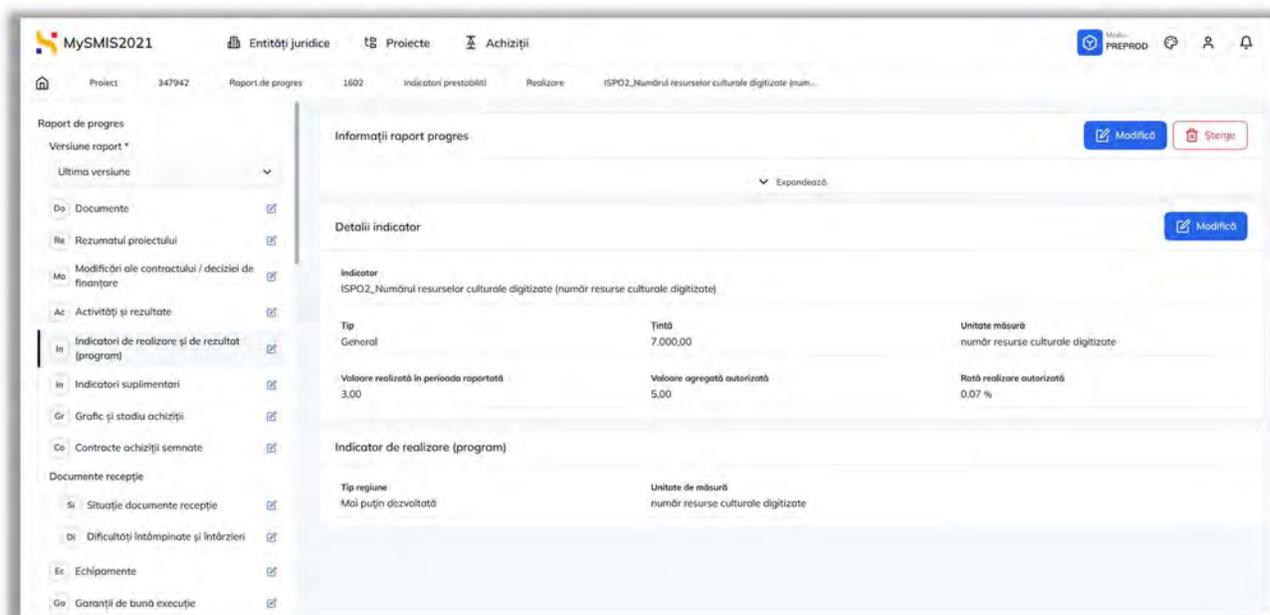 MySMIS2021
Entități juridice
Proiecte
Achiziții
Mediu
PREPROD
Proiect
347942
Raport de progres
1602
Indicatori prestabiliti
Realizare
ISPO2_Numărul resurselor culturale digitizate (num...
Raport de progres
Versiune raport *
Ultima versiune
Do Documente
Re Rezumatul proiectului
Mo Modificări ale contractului / deciziei de
finanțare
Ac Activități și rezultate
In Indicatori de realizare și de rezultat
(program)
In Indicatori suplimentari
Gr Grafic și stadiu achiziții
Co Contracte achiziții semnate
Documente recepție
Si Situație documente recepție
Di Dificultăți întâmpinate și întârzieri
Ec Echipamente
Ga Garanții de bună execuție
Informații raport progres
Modifică
Șterge
Expandează
Detalii indicator
Modifică
Indicator
ISPO2_Numărul resurselor culturale digitizate (număr resurse culturale digitizate)
Tip
General
Țintă
7.000,00
Unitate măsură
număr resurse culturale digitizate
Valoare realizată în perioada raportată
3,00
Valoare agregată autorizată
5,00
Rată realizare autorizată
0,07 %
Indicator de realizare (program)
Tip regiune
Mai puțin dezvoltată
Unitate de măsură
număr resurse culturale digitizate